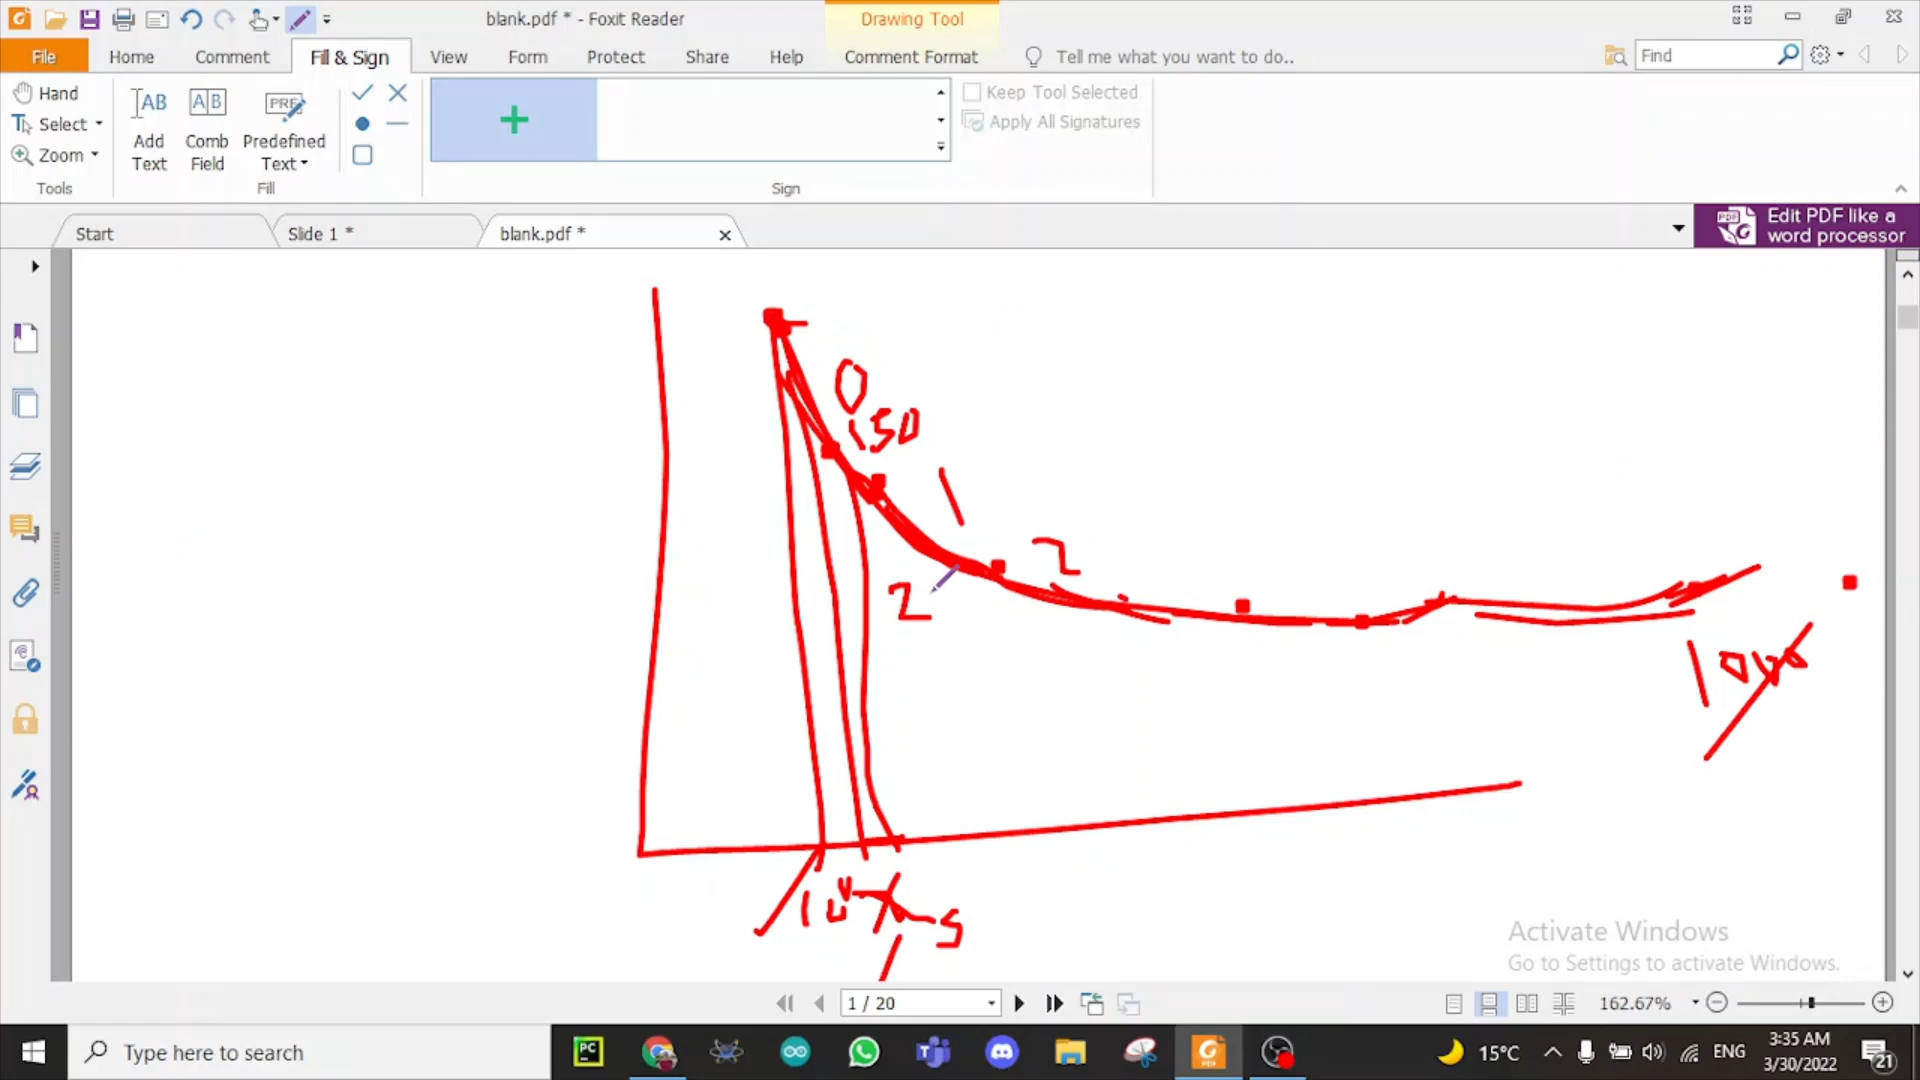 blank.pdf * - Foxit Reader
Drawing Tool
File
Home
Comment
Fill & Sign
View
Form
Protect
Share
Help
Comment Format
Tell me what you want to do..
Find
Hand
Select
Zoom
Tools
Add Text
Comb Field
PRE
Predefined Text
Fill
Sign
Keep Tool Selected
Apply All Signatures
Start
Slide 1 *
blank.pdf *
Edit PDF like a
word processor
0
50
1
2
2
Activate Windows
Go to Settings to activate Windows.
1 / 20
162.67%
Type here to search
15°C
ENG
3:35 AM
3/30/2022
21